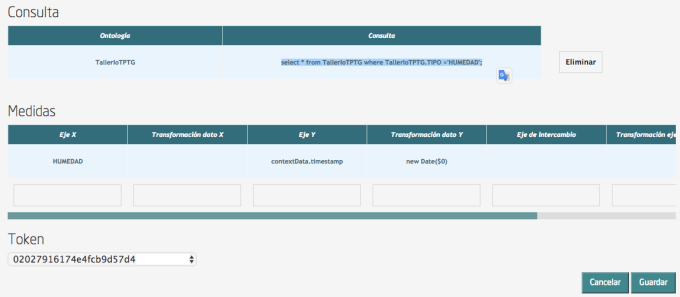 Consulta
Ontología Consulta
TallerIoTPTG select * from TallerIoTPTG where TallerIoTPTG.TIPO ='HUMEDAD'; Eliminar
Medidas
Eje X Transformación dato X Eje Y Transformación dato Y Eje de Intercambio Transformación eje
HUMEDAD contextData.timestamp new Date($0)
Token
02027916174e4fcb9d57d4
Cancelar Guardar